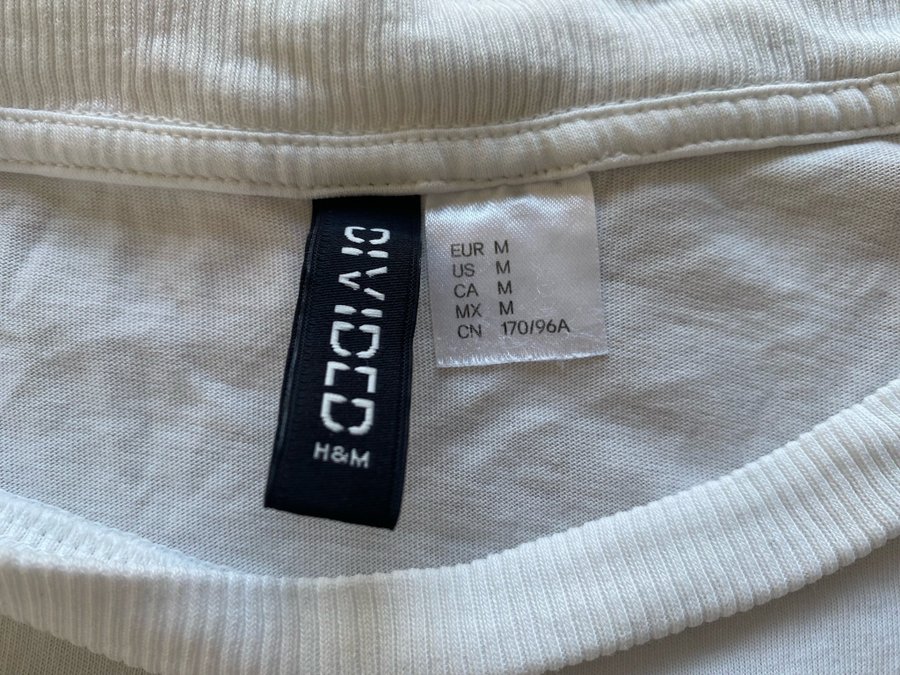 DIVIDED
H&M
EUR M
US M
CA M
MX M
CN 170/96A